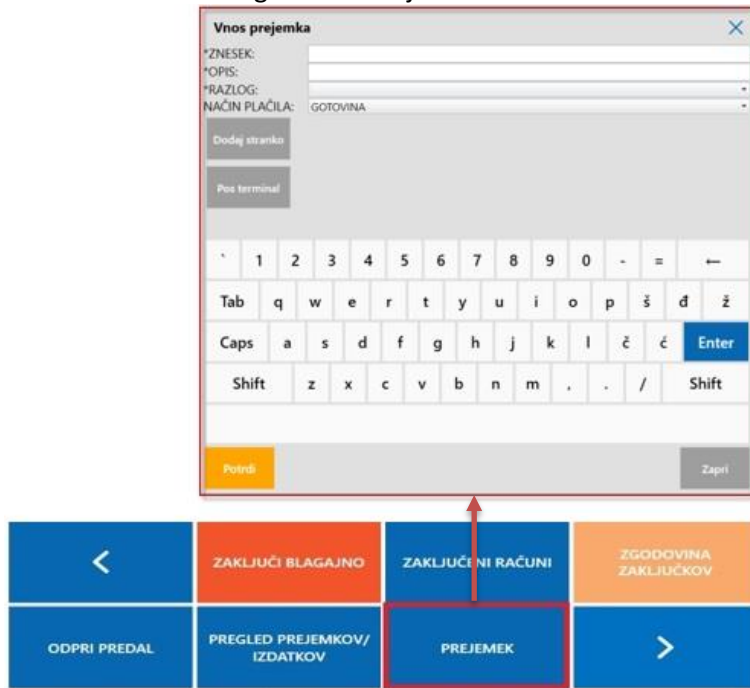 Vnos prejemka
*ZNESEK:
*OPIS:
*RAZLOG:
NAČIN PLAČILA: GOTOVINA
Dodaj stranko
Pos terminal
` 1 2 3 4 5 6 7 8 9 0 - = ←
Tab q w e r t y u i o p š đ ž
Caps a s d f g h j k l č ć Enter
Shift z x c v b n m , . / Shift
Potrdi Zapri
< ZAKLJUČI BLAGAJNO ZAKLJUČENI RAČUNI ZGODOVINA
ZAKLJUČKOV
ODPRI PREDAL PREGLED PREJEMKOV/
IZDATKOV PREJEMEK >